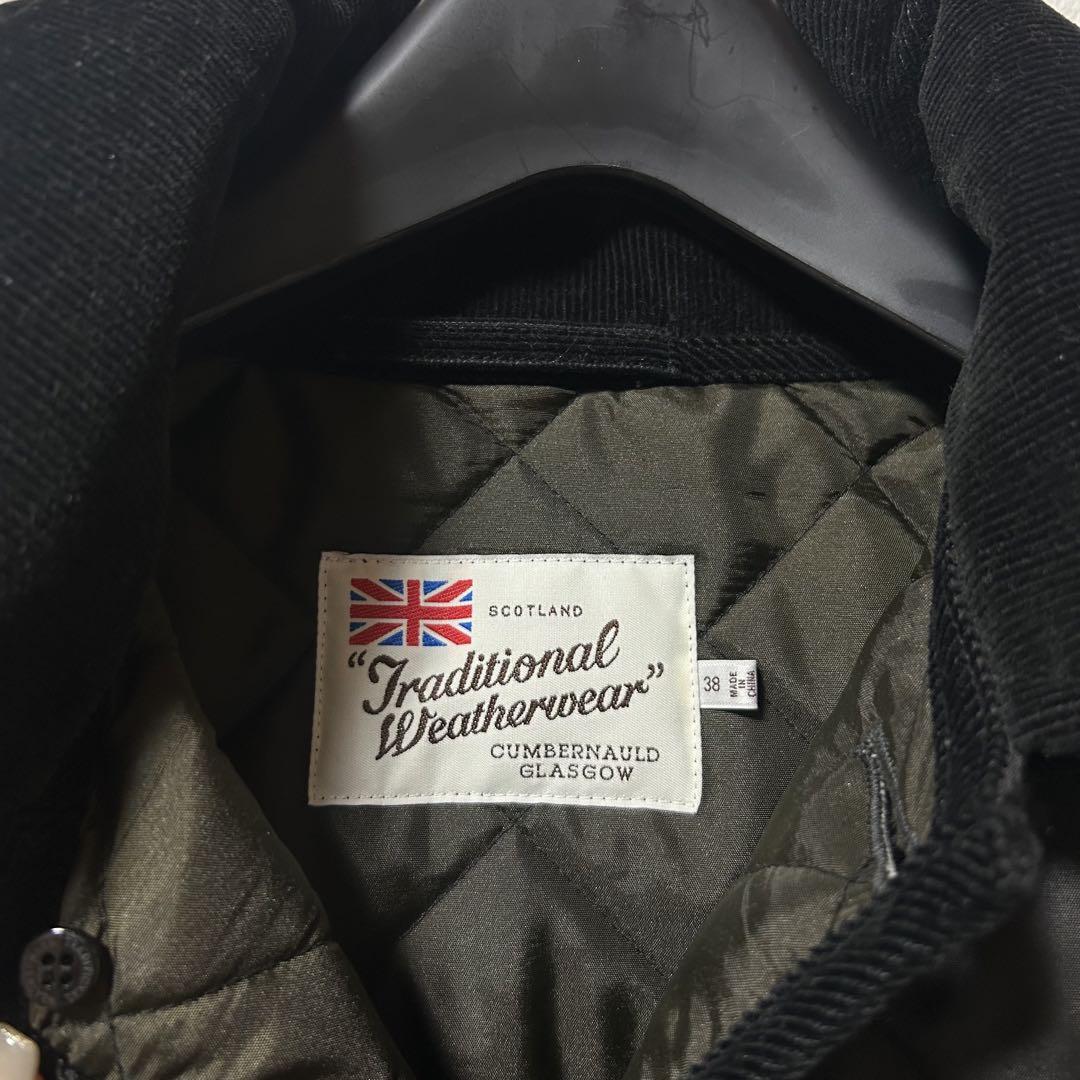 SCOTLAND
“Traditional
Weatherwear”
CUMBERNAULD
GLASGOW
38
MADE
IN
CHINA